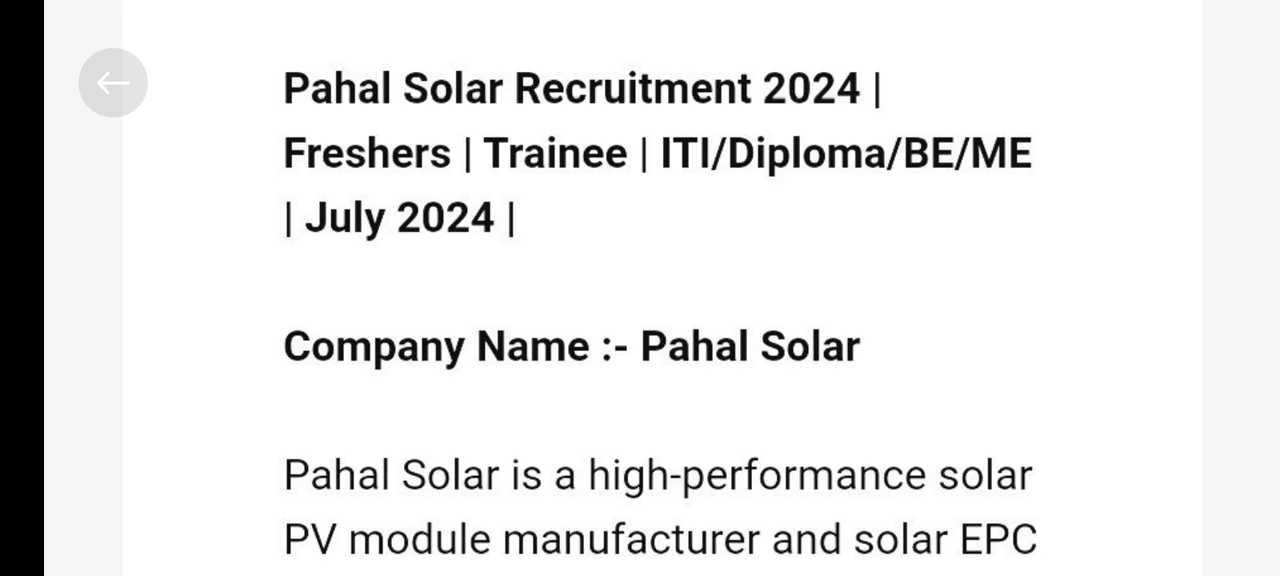 Pahal Solar Recruitment 2024 |
Freshers | Trainee | ITI/Diploma/BE/ME
| July 2024 |
Company Name :- Pahal Solar
Pahal Solar is a high-performance solar
PV module manufacturer and solar EPC